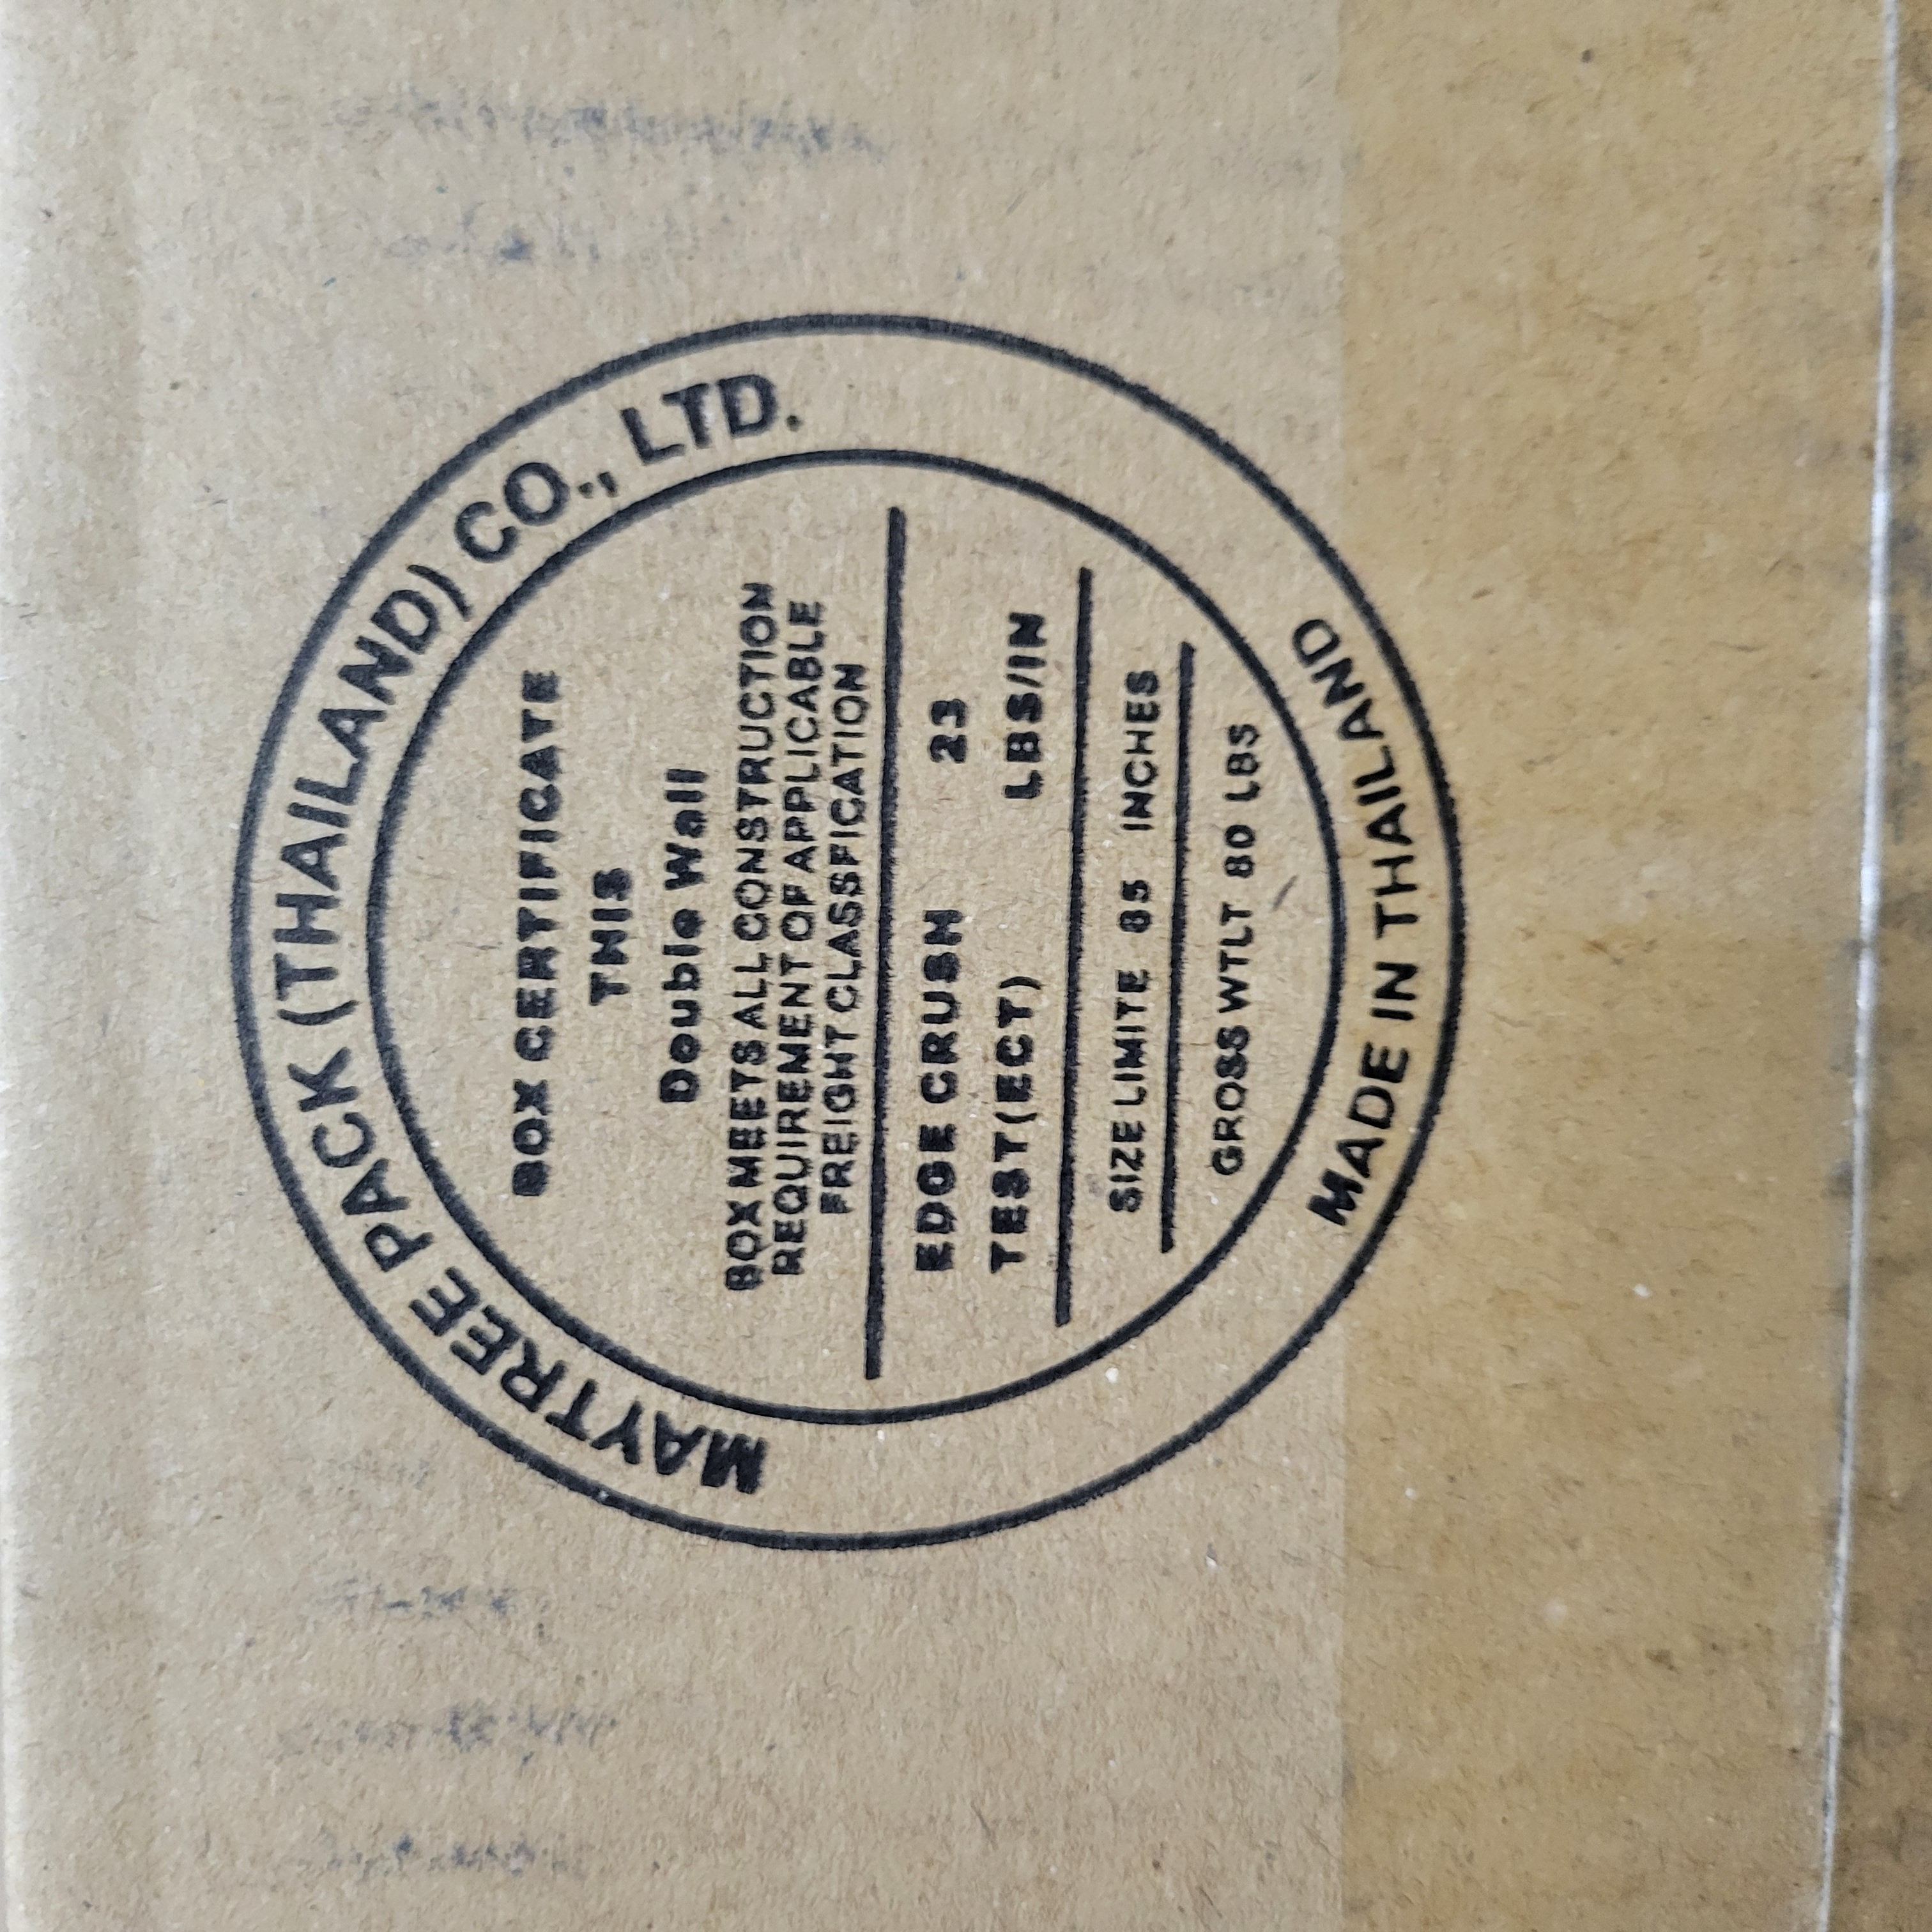 MAYTREE PACK (THAILAND) CO., LTD.
BOX CERTIFICATE
THIS
Double Wall
BOX MEETS ALL CONSTRUCTION
REQUIREMENT OF APPLICABLE
FREIGHT CLASSFICATION
EDGE CRUSH 23
TEST(ECT) LBS/IN
SIZE LIMITE 85 INCHES
GROSS WTLT 80 LBS
MADE IN THAILAND